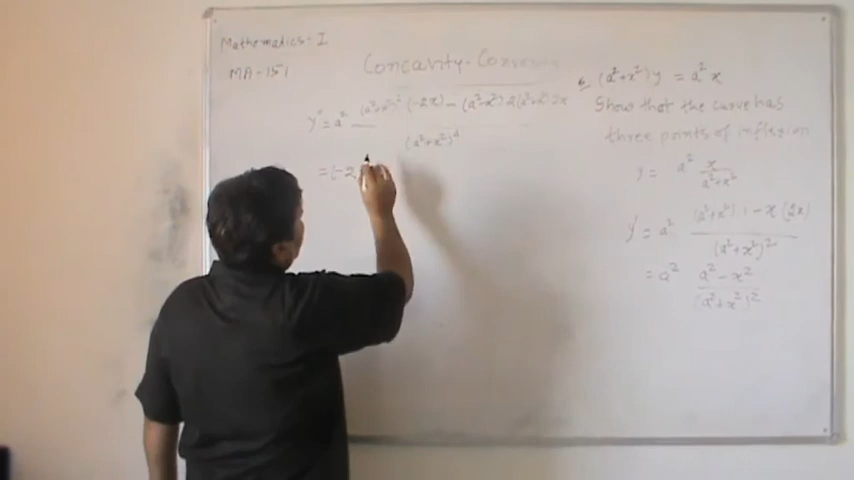 Mathematics-I
MA-151
Concavity-Convexity
y'' = a² (a²+x²)² (-2x) - (a²-x²) 2(a²+x²) 2x
(a²+x²)⁴
= (-2
6. (a²+x²) y = a² x
Show that the curve has
three points of inflexion
y = a² x / a²+x²
y' = a² (a²+x²) 1 - x (2x)
(a²+x²)²
= a² a²-x²
(a²+x²)²